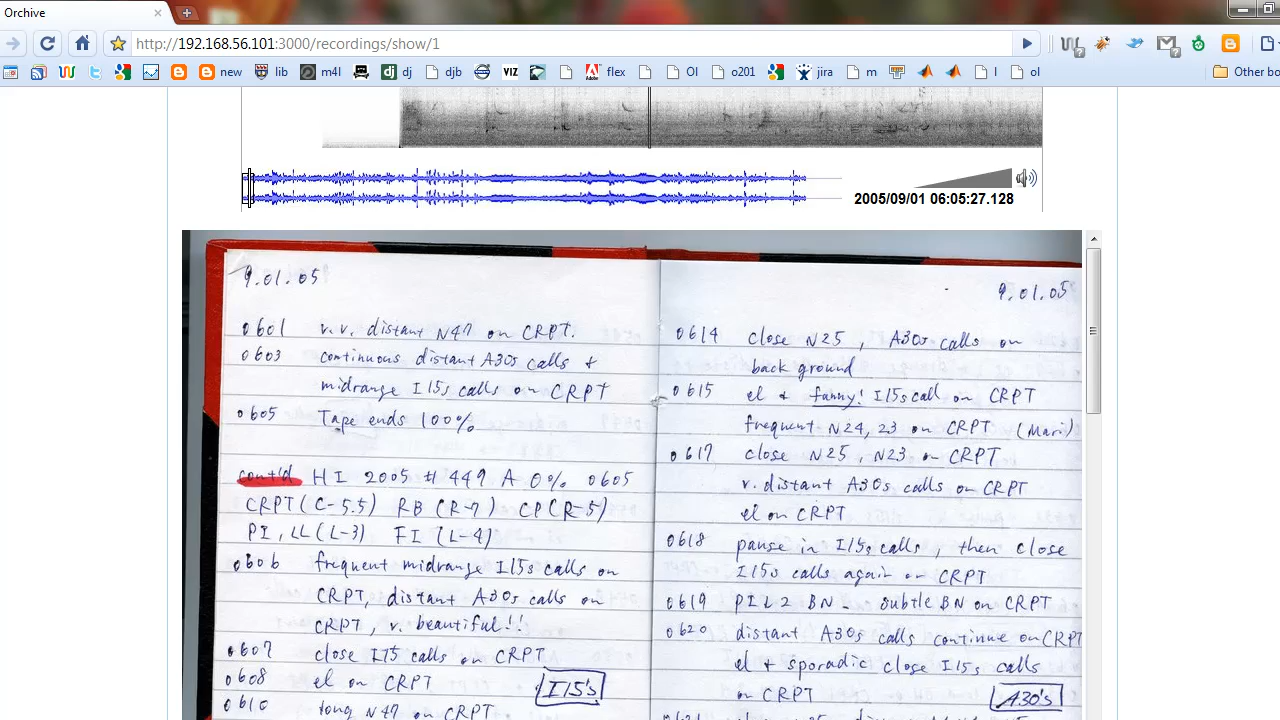 Orchive
http://192.168.56.101:3000/recordings/show/1
new lib m4l dj djb VIZ flex OI o201 jira m I ol Other bo
2005/09/01 06:05:27.128
9.01.05
0601 v.v. distant N47 on CRPT.
0603 continuous distant A30s calls +
midrange I15s calls on CRPT
0605 Tape ends 100%
cont'd HI 2005 # 449 A 0% 0605
CRPT (C-5.5) RB (R-7) CP (R-5)
PI, LL (L-3) FI (L-4)
0606 frequent midrange I15s calls on
CRPT, distant A30s calls on
CRPT, v. beautiful!!
0607 close I15 calls on CRPT
0608 el on CRPT I15's
0610 long N47 on CRPT
9.01.05
0614 close N25, A30s calls on
back ground
0615 el + funny! I15s call on CRPT
frequent N24, 23 on CRPT (Mari)
0617 close N25, N23 on CRPT
v. distant A30s calls on CRPT
el on CRPT
0618 pause in I15s calls, then close
I15s calls again on CRPT
0619 PIL2 BN - subtle BN on CRPT
0620 distant A30s calls continue on CRPT
el + sporadic close I15s calls
on CRPT A30's